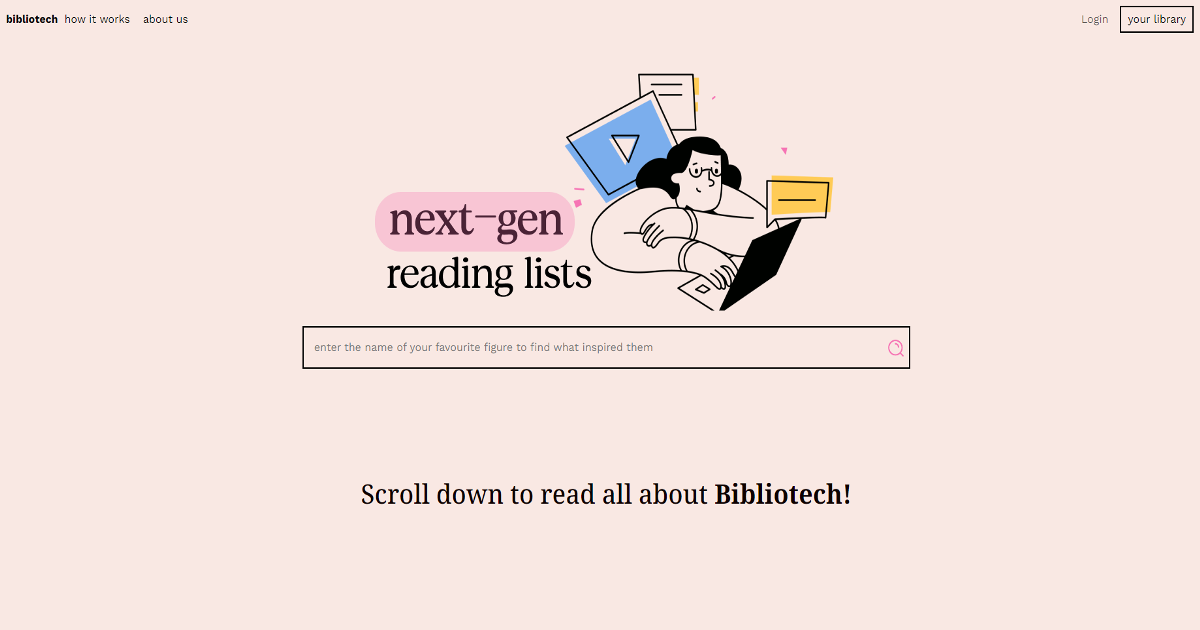 bibliotech how it works about us
Login your library
next-gen
reading lists
enter the name of your favourite figure to find what inspired them
Scroll down to read all about Bibliotech!